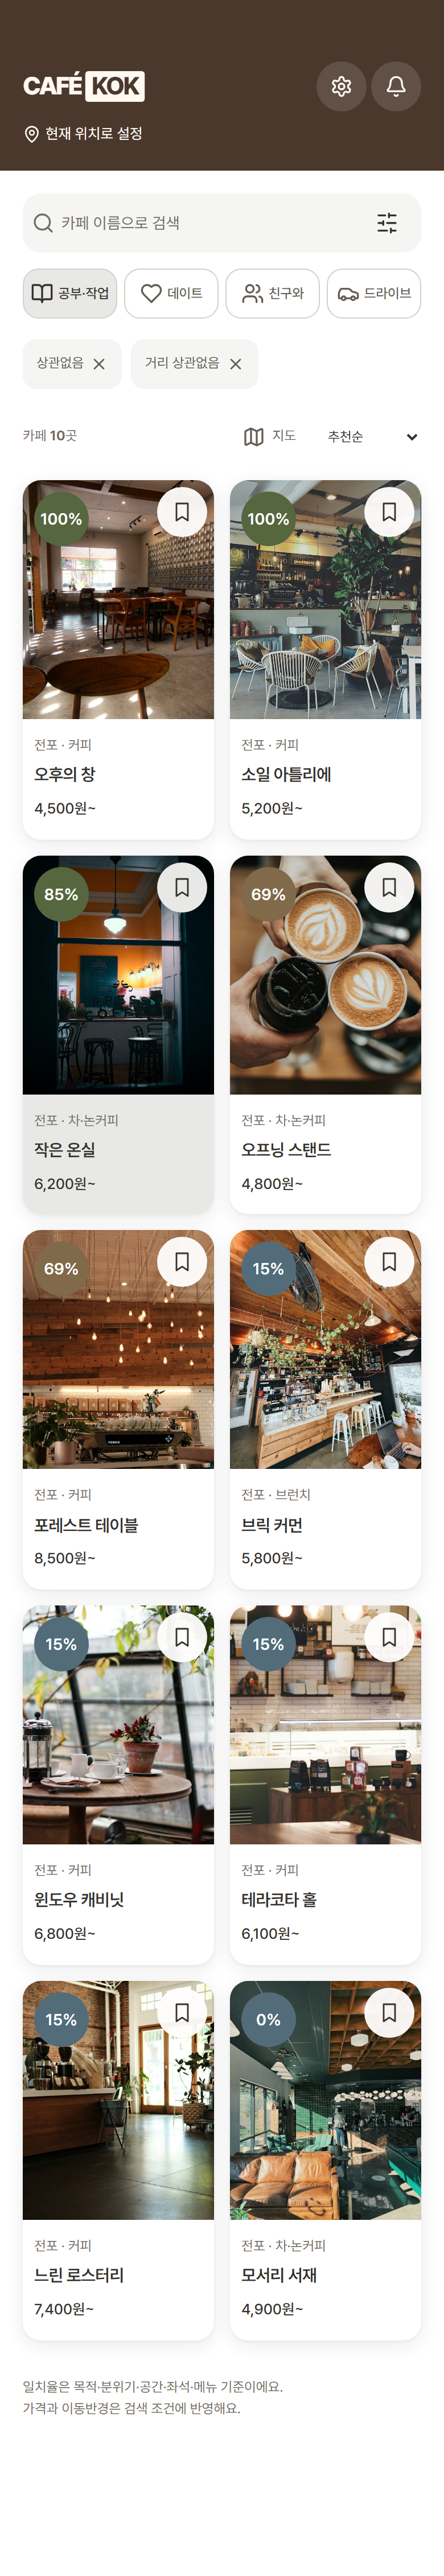 CAFÉ KOK
현재 위치로 설정
카페 이름으로 검색
공부·작업 데이트 친구와 드라이브
상관없음 거리 상관없음
카페 10곳 지도 추천순
100% 100%
전포 · 커피 전포 · 커피
오후의 창 소일 아틀리에
4,500원~ 5,200원~
85% 69%
전포 · 차·논커피 전포 · 차·논커피
작은 온실 오프닝 스탠드
6,200원~ 4,800원~
69% 15%
전포 · 커피 전포 · 브런치
포레스트 테이블 브릭 커먼
8,500원~ 5,800원~
15% 15%
전포 · 커피 전포 · 커피
윈도우 캐비닛 테라코타 홀
6,800원~ 6,100원~
15% 0%
전포 · 커피 전포 · 차·논커피
느린 로스터리 모서리 서재
7,400원~ 4,900원~
일치율은 목적·분위기·공간·좌석·메뉴 기준이에요.
가격과 이동반경은 검색 조건에 반영해요.